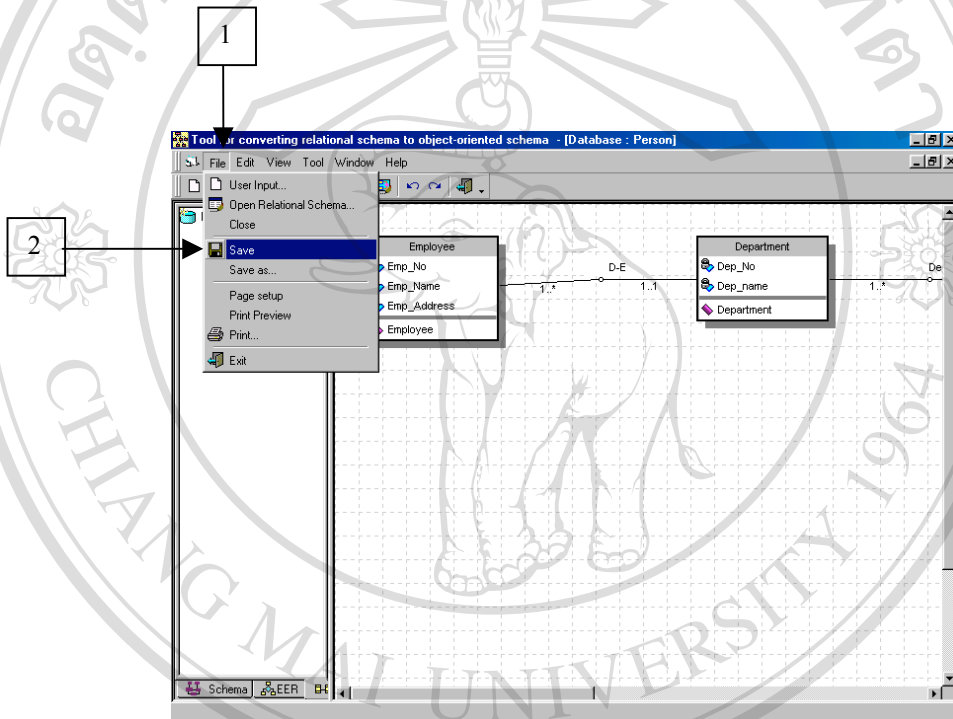 1
Tool for converting relational schema to object-oriented schema - [Database : Person]
File Edit View Tool Window Help
User Input...
Open Relational Schema...
Close
2
Save
Save as...
Page setup
Print Preview
Print...
Exit
Employee
Emp_No
Emp_Name
Emp_Address
Employee
D-E
1..*
1..1
Department
Dep_No
Dep_name
Department
De
1..*
Schema EER
CHIANG MAI UNIVERSITY 1964